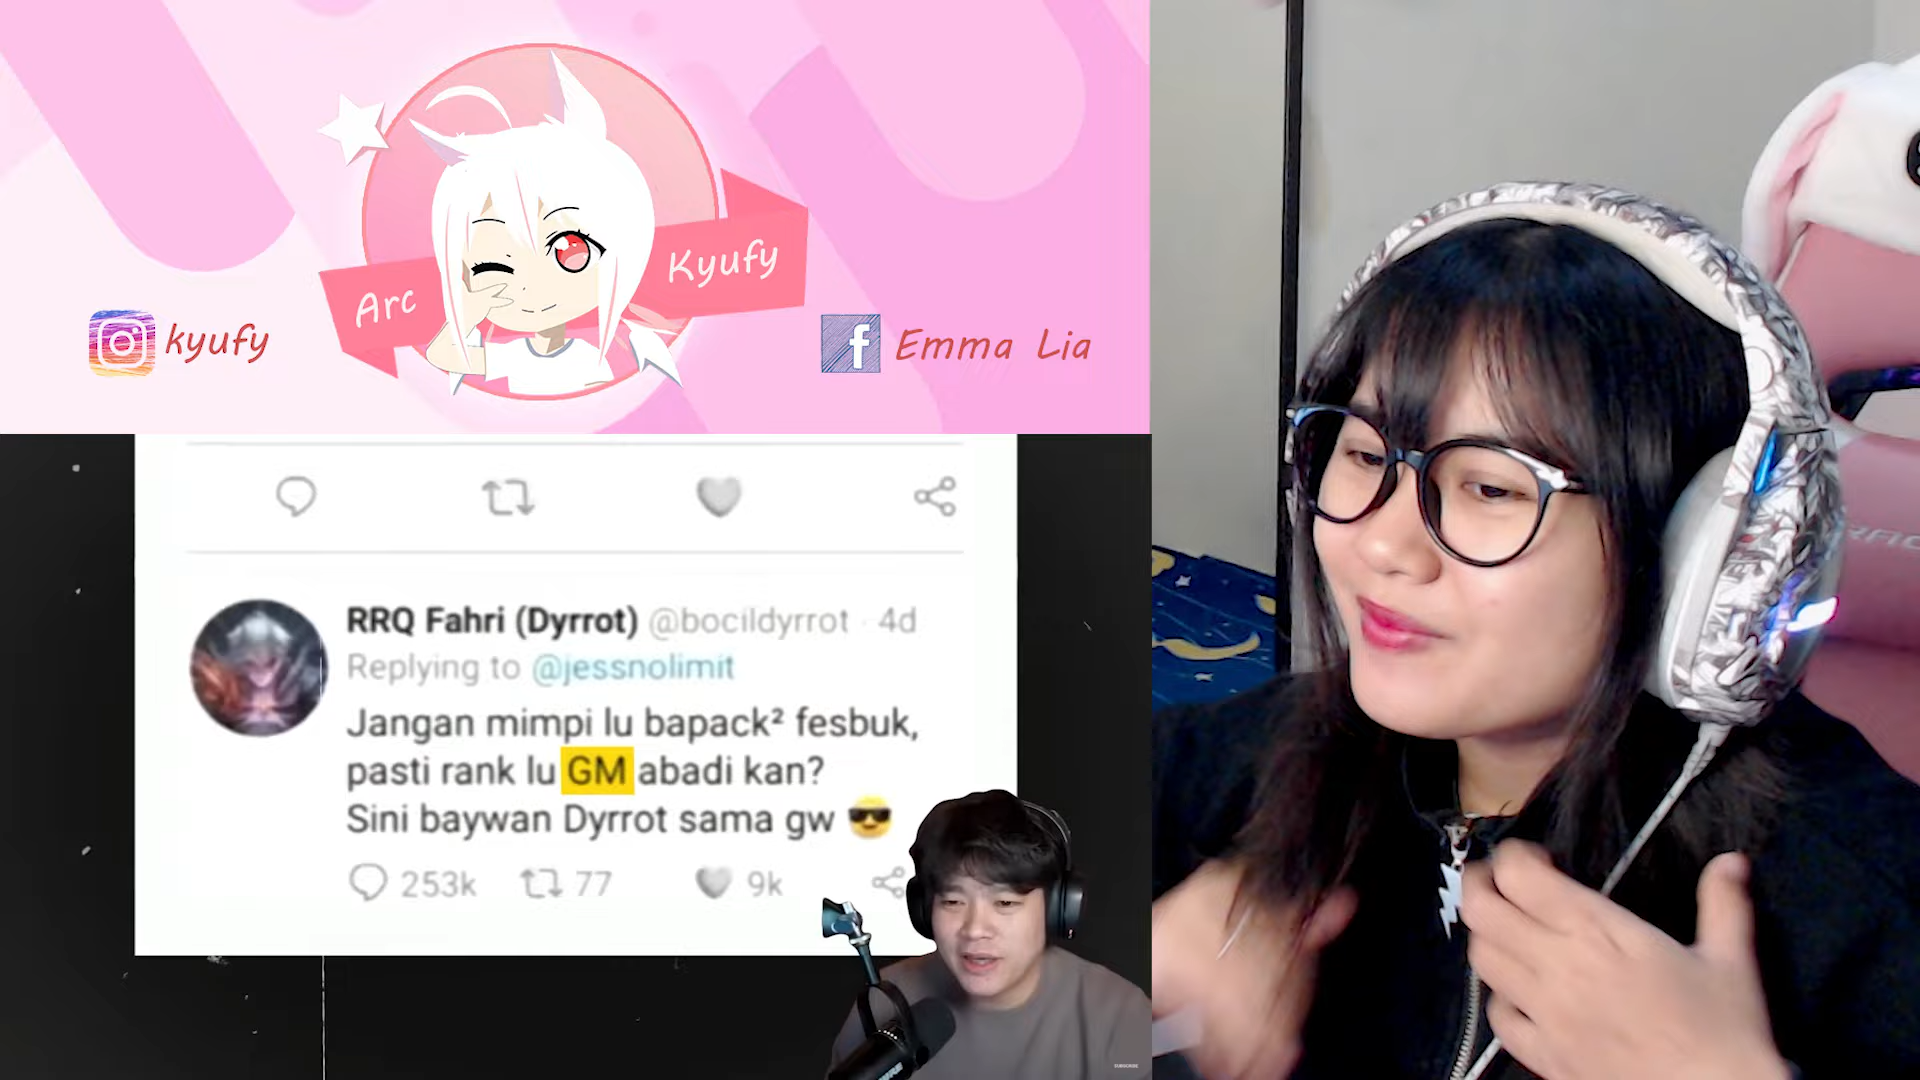 Arc
Kyufy
kyufy
Emma Lia
RRQ Fahri (Dyrrot) @bocildyrrot · 4d
Replying to @jessnolimit
Jangan mimpi lu bapack² fesbuk,
pasti rank lu GM abadi kan?
Sini baywan Dyrrot sama gw 😎
253k 77 9k
SUBSCRIBE